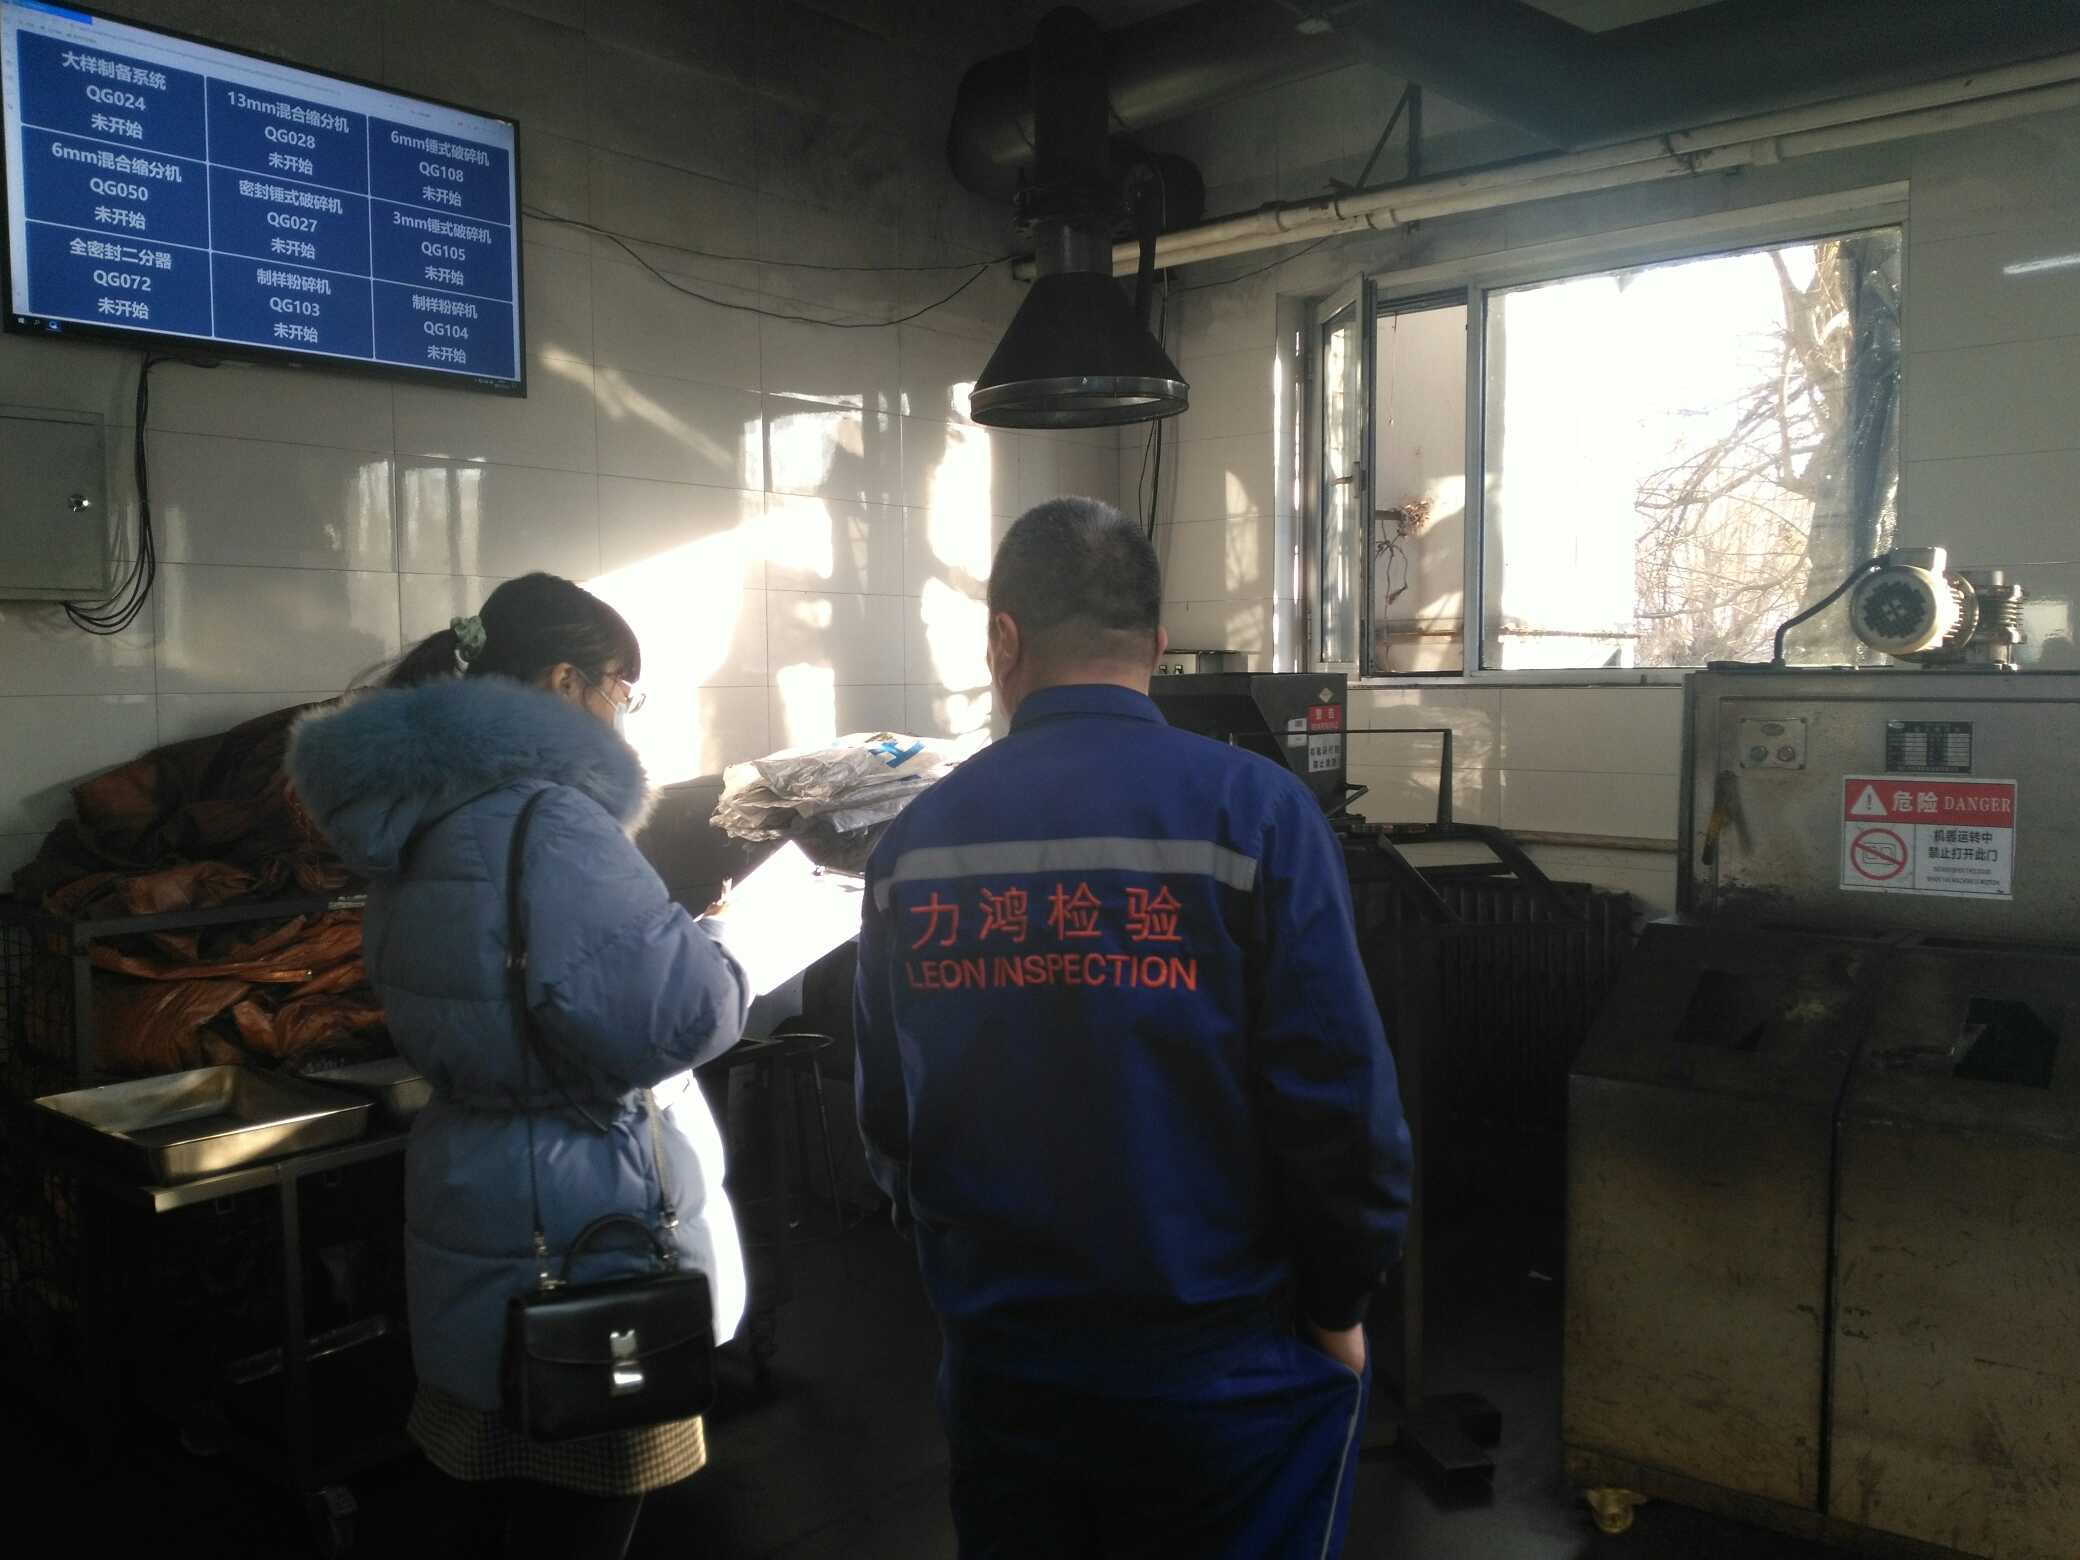 大样制备系统
QG024
未开始
13mm混合缩分机
QG028
未开始
6mm锤式破碎机
QG108
未开始
6mm混合缩分机
QG050
未开始
密封锤式破碎机
QG027
未开始
3mm锤式破碎机
QG105
未开始
全密封二分器
QG072
未开始
制样粉碎机
QG103
未开始
制样粉碎机
QG104
未开始
力鸿检验
LEON INSPECTION
警告
危险 DANGER
机器运转中
禁止打开此门